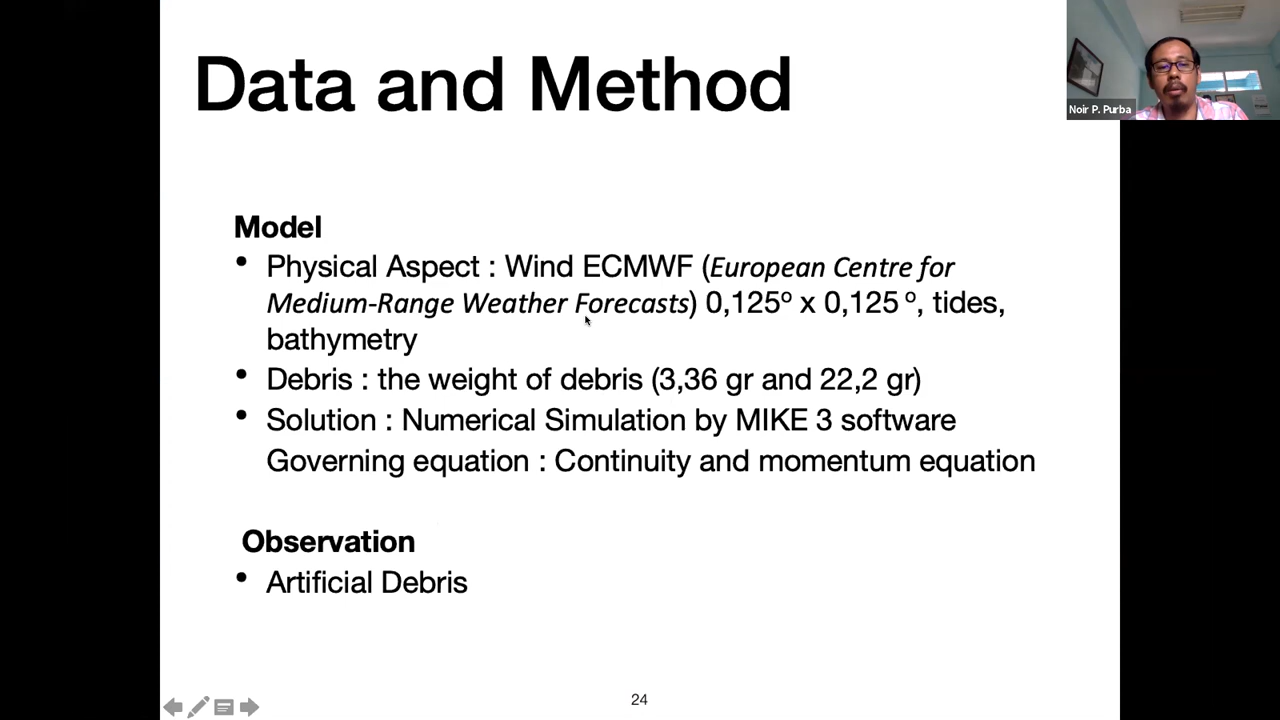 Data and Method
Noir P. Purba
Model
• Physical Aspect : Wind ECMWF (European Centre for
Medium-Range Weather Forecasts) 0,125º x 0,125 º, tides,
bathymetry
• Debris : the weight of debris (3,36 gr and 22,2 gr)
• Solution : Numerical Simulation by MIKE 3 software
Governing equation : Continuity and momentum equation
Observation
• Artificial Debris
24